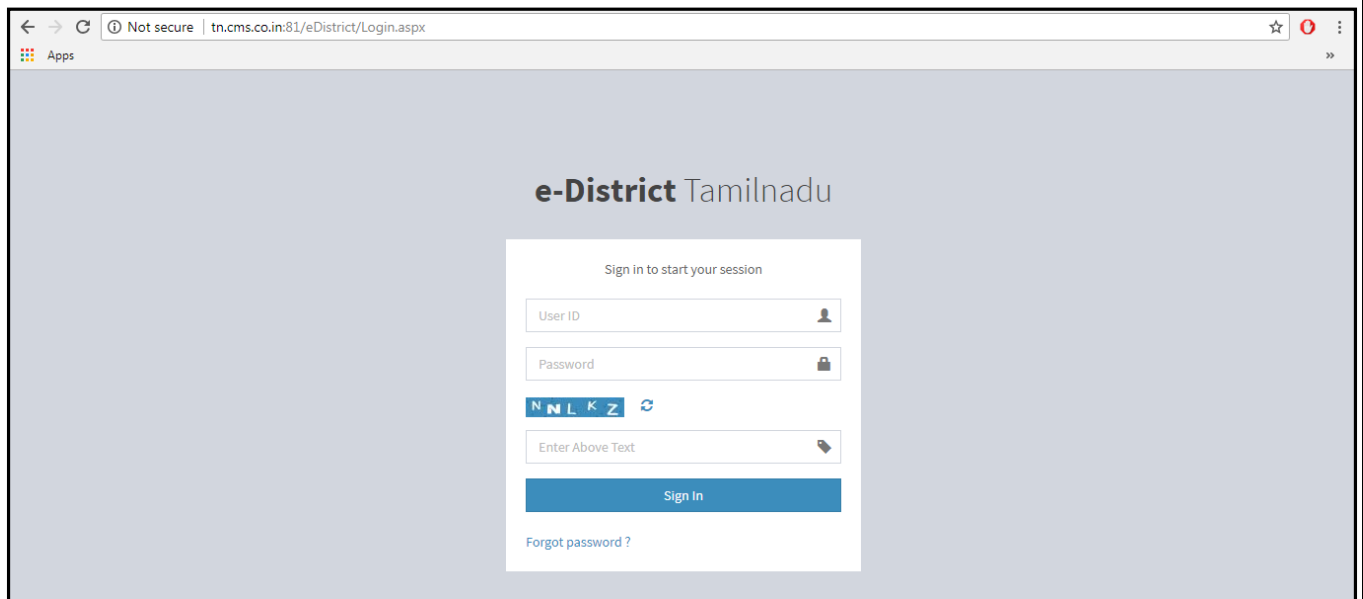 Not secure | tn.cms.co.in:81/eDistrict/Login.aspx
Apps »
e-District Tamilnadu
Sign in to start your session
User ID
Password
N N L K Z
Enter Above Text
Sign In
Forgot password ?